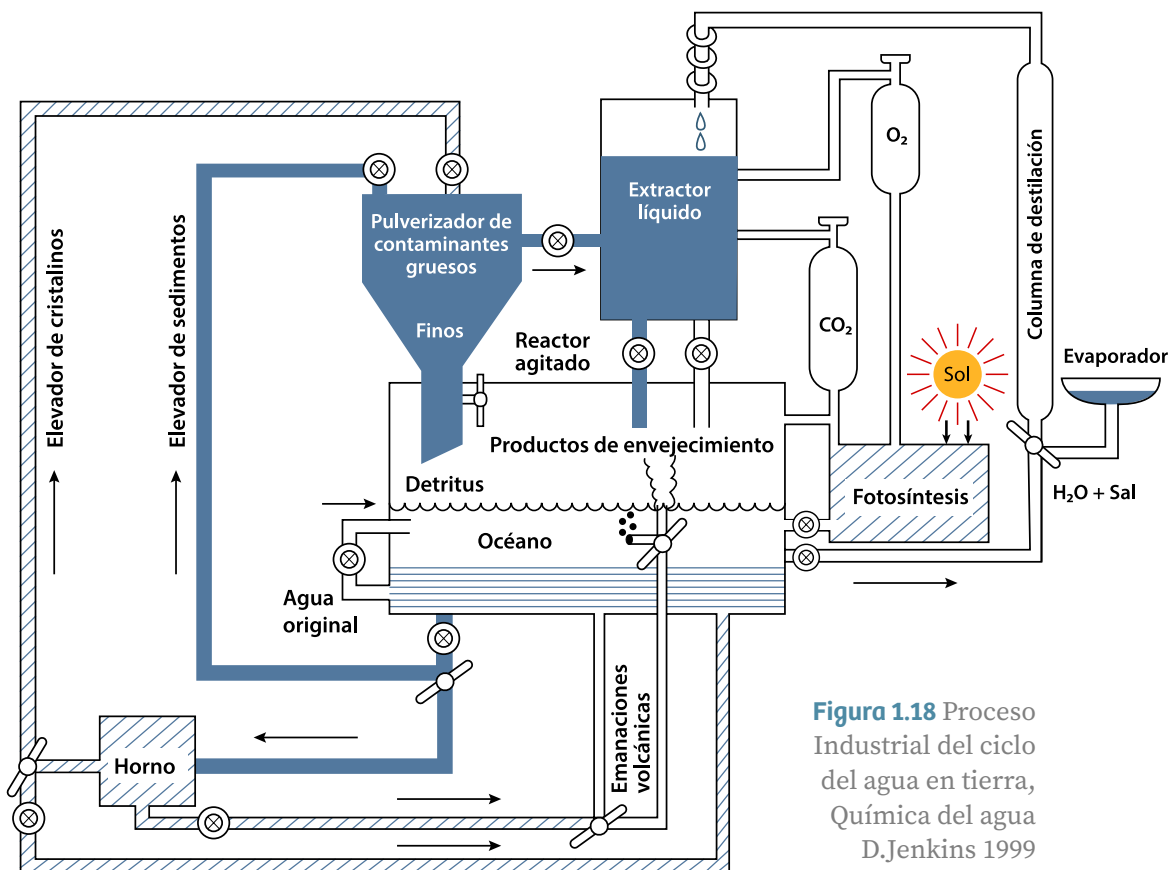 O₂
Extractor
líquido
Columna de destilación
Pulverizador de
contaminantes
gruesos
Elevador de cristalinos
Elevador de sedimentos
CO₂
Finos
Reactor
agitado
Sol
Evaporador
Productos de envejecimiento
Detritus
Fotosíntesis
H₂O + Sal
Océano
Agua
original
Emanaciones
volcánicas
Horno
Figura 1.18 Proceso
Industrial del ciclo
del agua en tierra,
Química del agua
D.Jenkins 1999